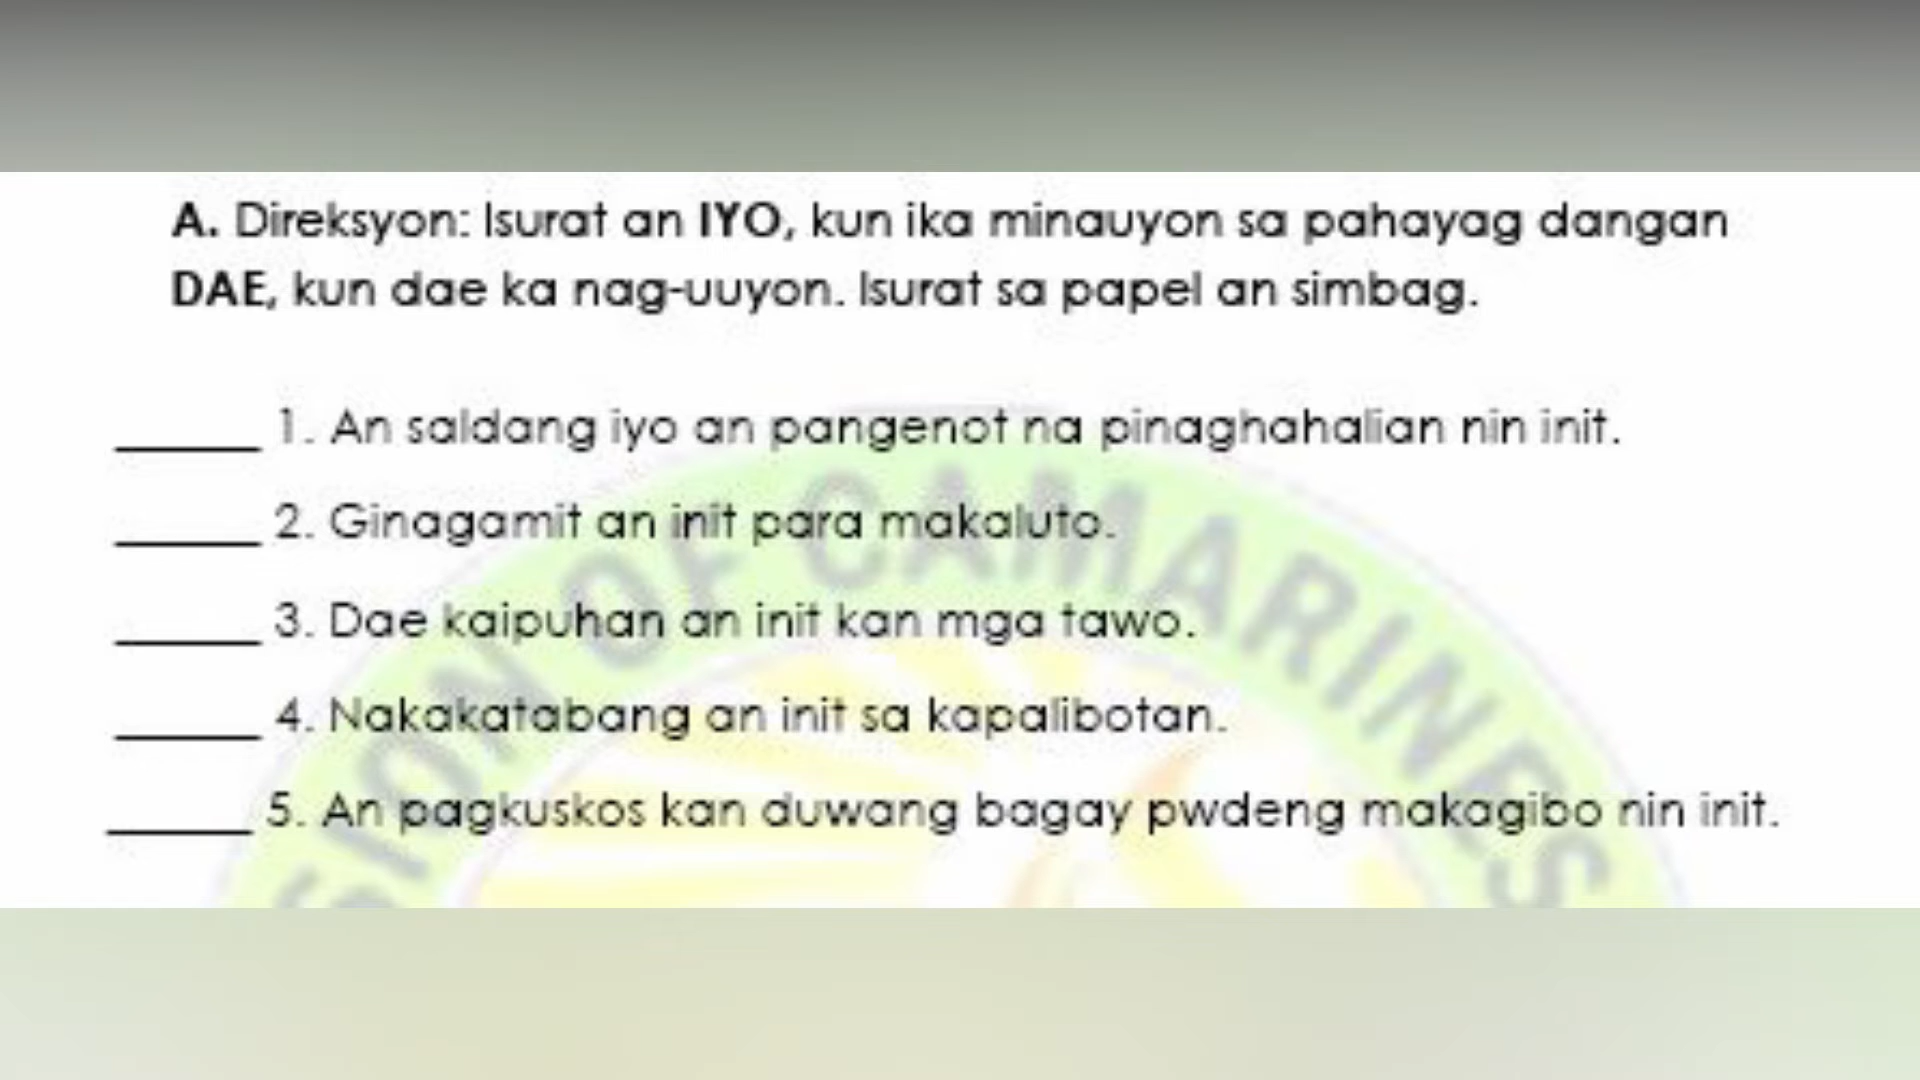 A. Direksyon: Isurat an IYO, kun ika minauyon sa pahayag dangan
DAE, kun dae ka nag-uuyon. Isurat sa papel an simbag.
______ 1. An saldang iyo an pangenot na pinaghahalian nin init.
______ 2. Ginagamit an init para makaluto.
______ 3. Dae kaipuhan an init kan mga tawo.
______ 4. Nakakatabang an init sa kapalibotan.
______ 5. An pagkuskos kan duwang bagay pwdeng makagibo nin init.
SION OF CAMARINES